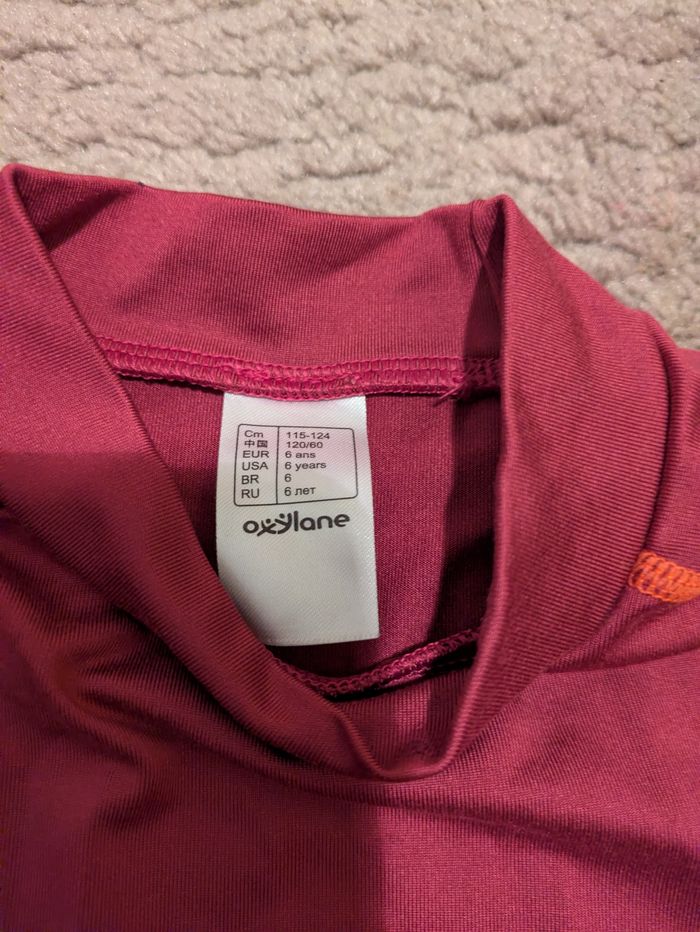 Cm 115-124
中国 120/60
EUR 6 ans
USA 6 years
BR 6
RU 6 лет
oxylane